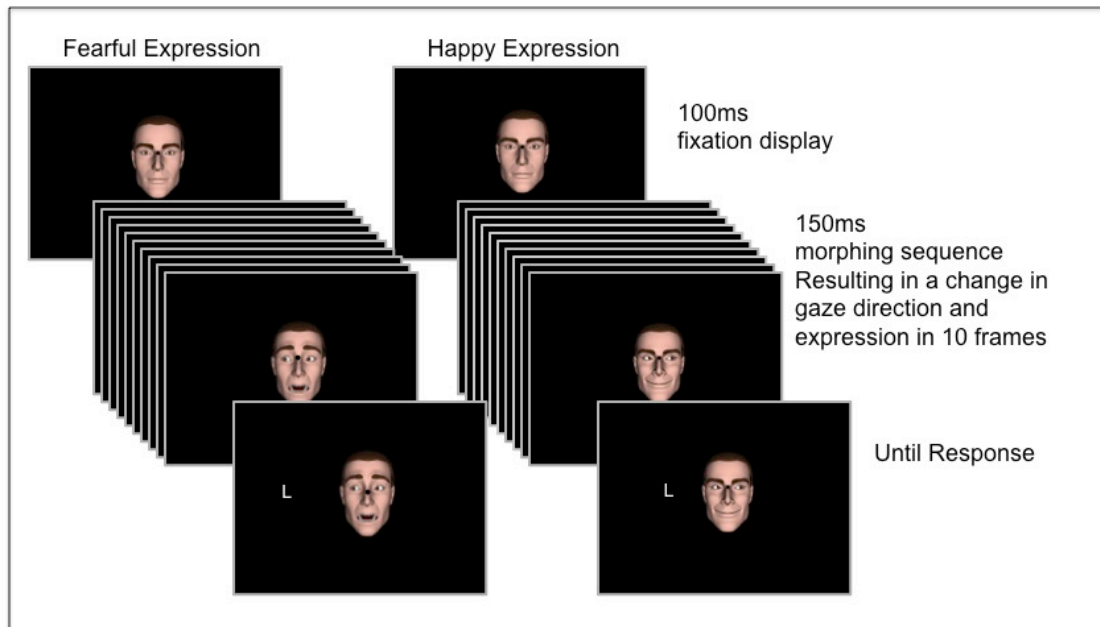 Fearful Expression
Happy Expression
100ms
fixation display
150ms
morphing sequence
Resulting in a change in
gaze direction and
expression in 10 frames
L
L
Until Response